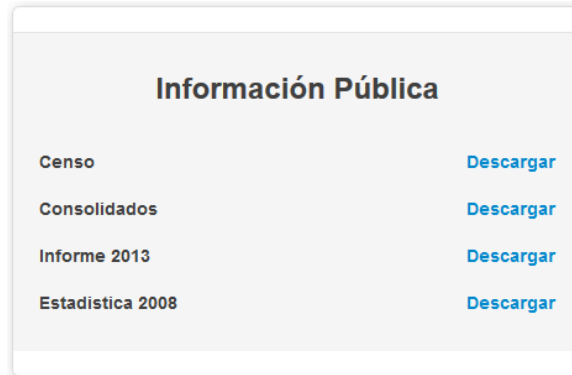 Información Pública
Censo Descargar
Consolidados Descargar
Informe 2013 Descargar
Estadistica 2008 Descargar